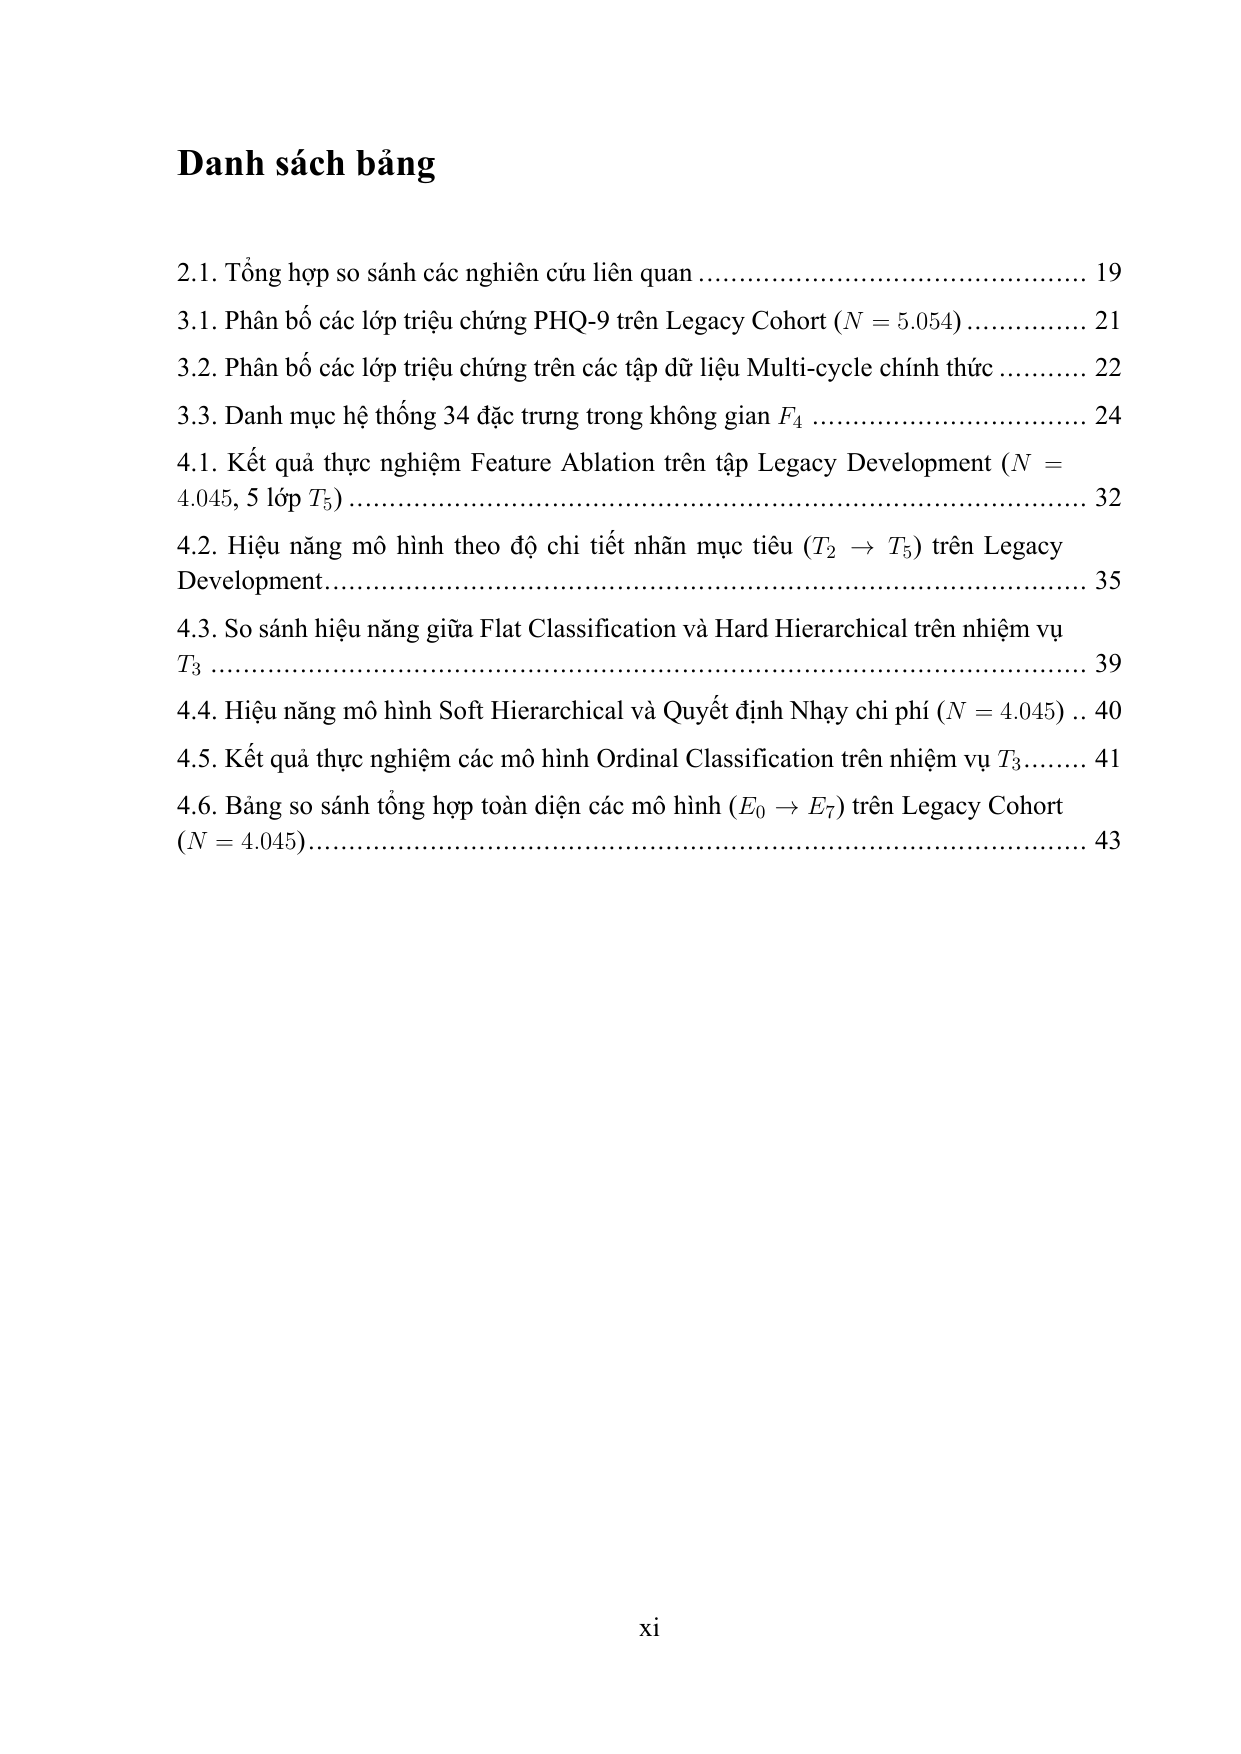 Danh sách bảng
2.1. Tổng hợp so sánh các nghiên cứu liên quan ................................................ 19
3.1. Phân bố các lớp triệu chứng PHQ-9 trên Legacy Cohort (N = 5.054) ............... 21
3.2. Phân bố các lớp triệu chứng trên các tập dữ liệu Multi-cycle chính thức ........... 22
3.3. Danh mục hệ thống 34 đặc trưng trong không gian F₄ .................................. 24
4.1. Kết quả thực nghiệm Feature Ablation trên tập Legacy Development (N =
4.045, 5 lớp T₅) ........................................................................................... 32
4.2. Hiệu năng mô hình theo độ chi tiết nhãn mục tiêu (T₂ → T₅) trên Legacy
Development.............................................................................................. 35
4.3. So sánh hiệu năng giữa Flat Classification và Hard Hierarchical trên nhiệm vụ
T₃ ............................................................................................................ 39
4.4. Hiệu năng mô hình Soft Hierarchical và Quyết định Nhạy chi phí (N = 4.045) .. 40
4.5. Kết quả thực nghiệm các mô hình Ordinal Classification trên nhiệm vụ T₃........ 41
4.6. Bảng so sánh tổng hợp toàn diện các mô hình (E₀ → E₇) trên Legacy Cohort
(N = 4.045)................................................................................................ 43
xi